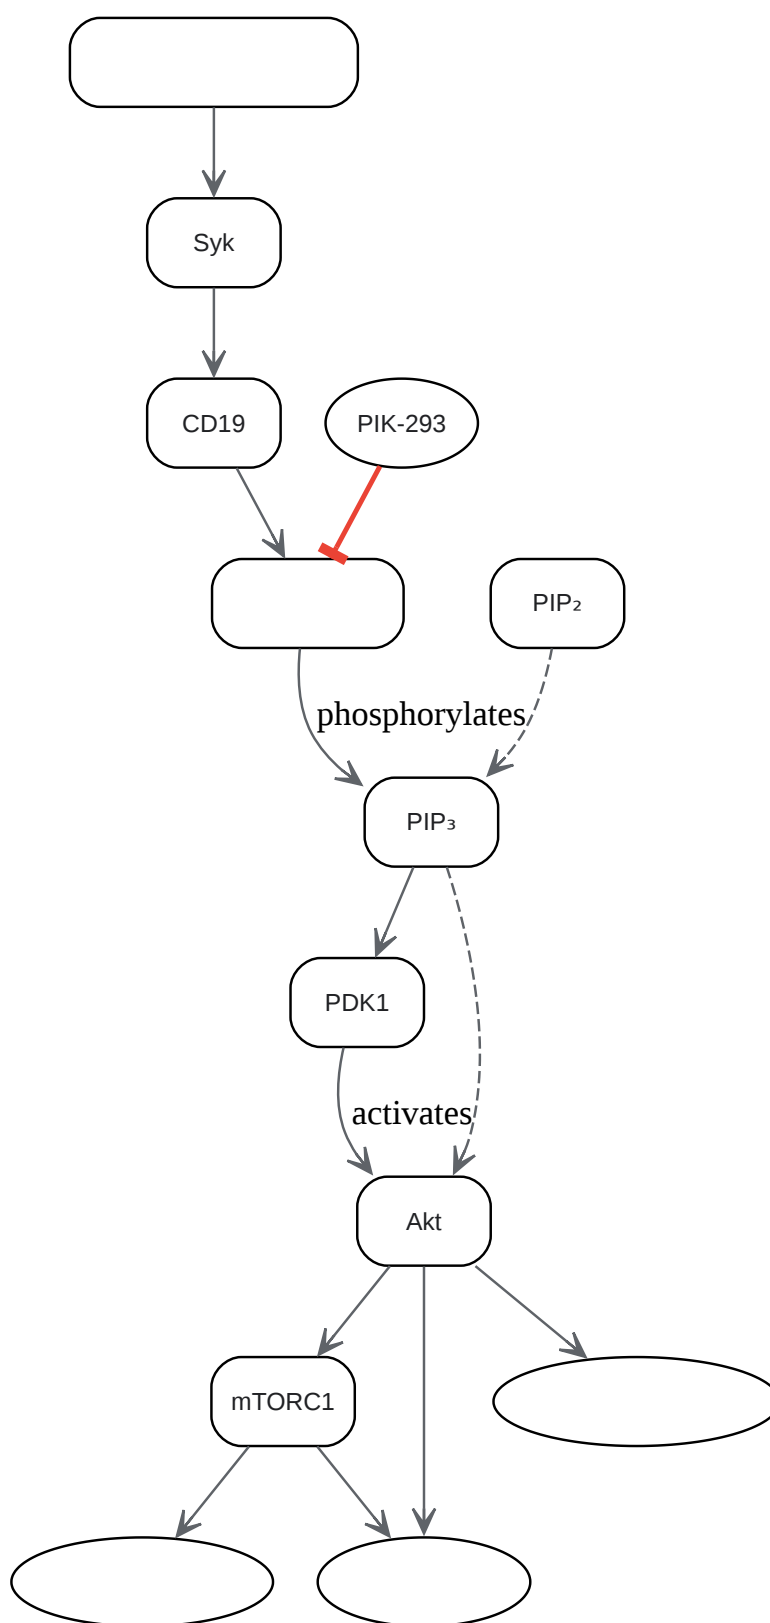 Syk
CD19
PIK-293
PIP₂
phosphorylates
PIP₃
PDK1
activates
Akt
mTORC1